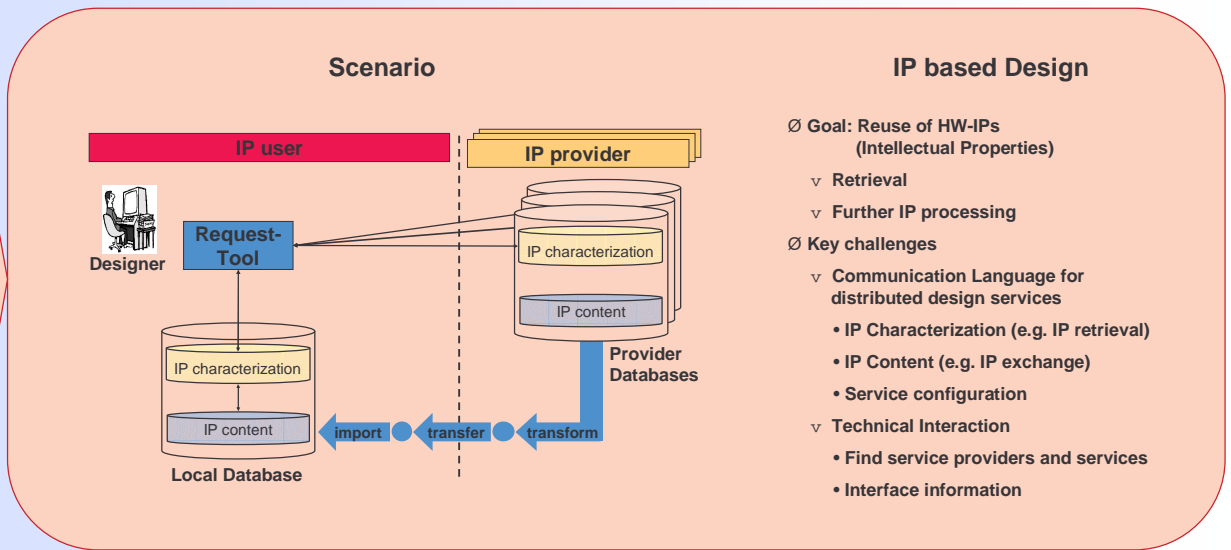 Scenario
IP user
IP provider
Designer
Request-
Tool
IP characterization
IP content
Provider
Databases
IP characterization
IP content
import
transfer
transform
Local Database
IP based Design
Ø Goal: Reuse of HW-IPs
(Intellectual Properties)
v Retrieval
v Further IP processing
Ø Key challenges
v Communication Language for
distributed design services
• IP Characterization (e.g. IP retrieval)
• IP Content (e.g. IP exchange)
• Service configuration
v Technical Interaction
• Find service providers and services
• Interface information